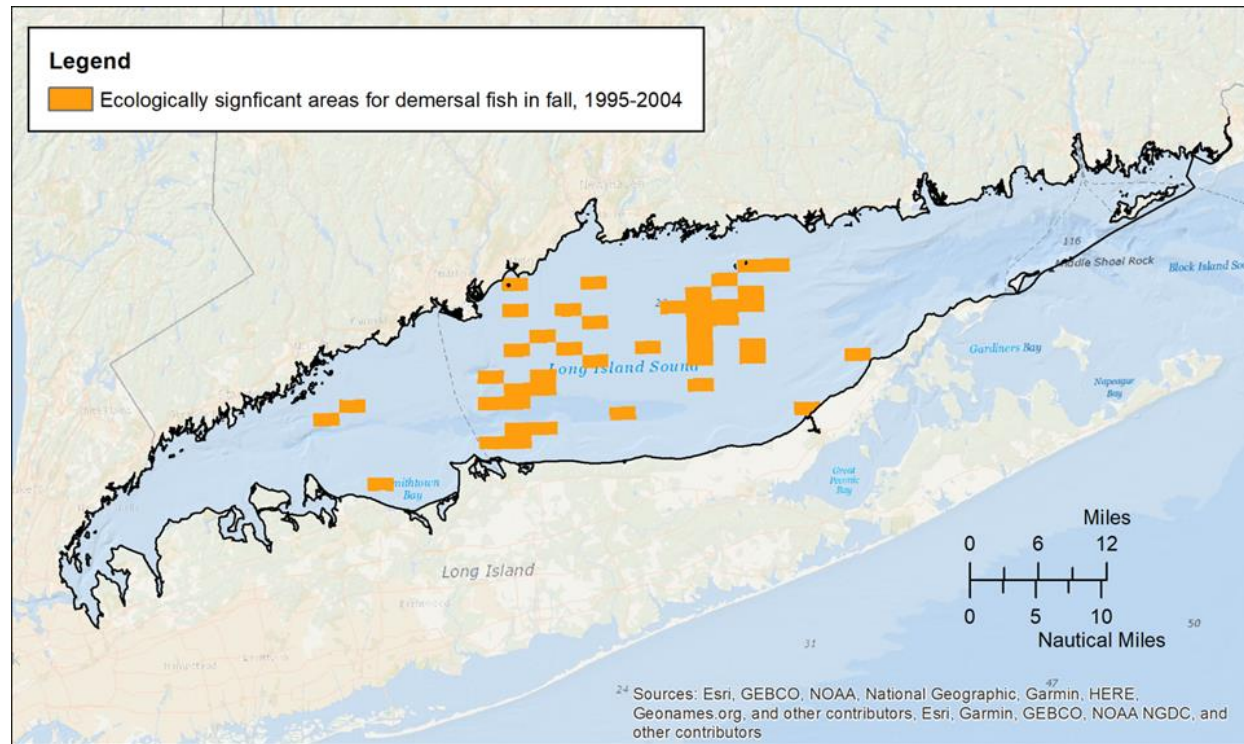 Legend
Ecologically signficant areas for demersal fish in fall, 1995-2004
116
Middle Shoal Rock
Block Island So
Long Island Sound
Gardiners Bay
Napeague
Bay
Great
Peconic
Bay
Smithtown
Bay
Long Island
Miles
0 6 12
0 5 10
Nautical Miles
50
31
47
24
Sources: Esri, GEBCO, NOAA, National Geographic, Garmin, HERE,
Geonames.org, and other contributors, Esri, Garmin, GEBCO, NOAA NGDC, and
other contributors